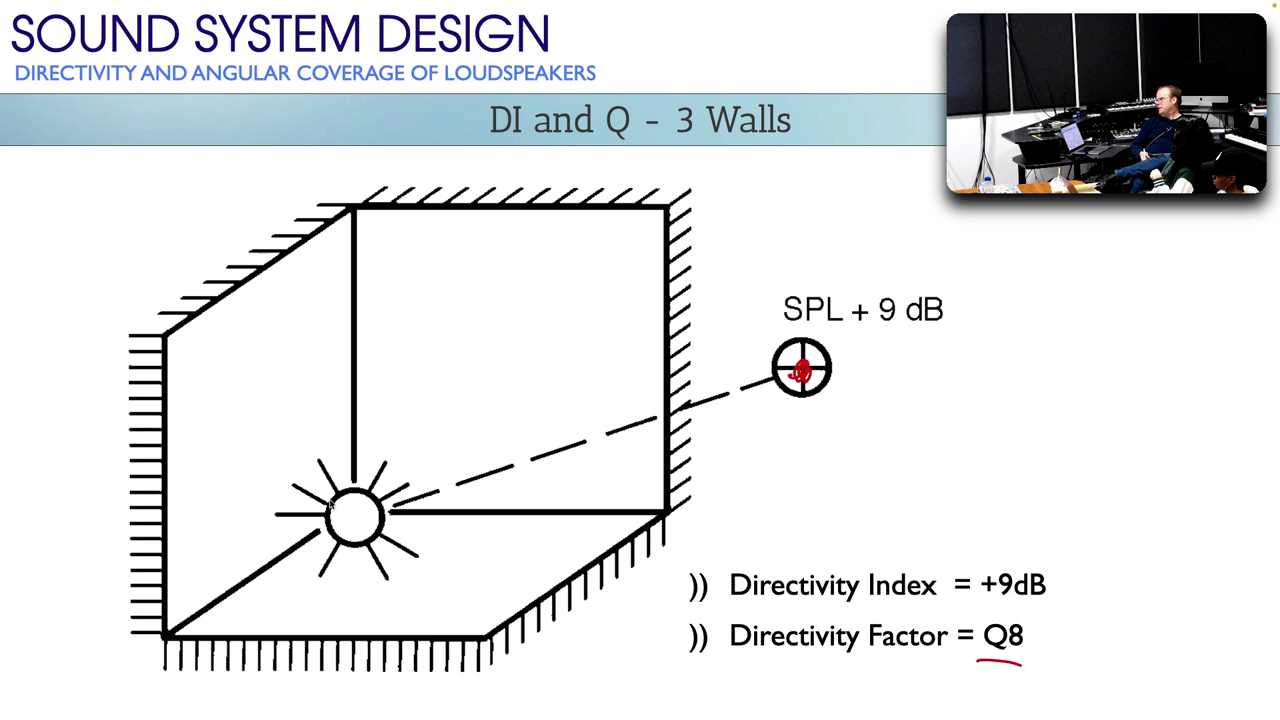 SOUND SYSTEM DESIGN
DIRECTIVITY AND ANGULAR COVERAGE OF LOUDSPEAKERS
DI and Q - 3 Walls
SPL + 9 dB
)) Directivity Index = +9dB
)) Directivity Factor = Q8